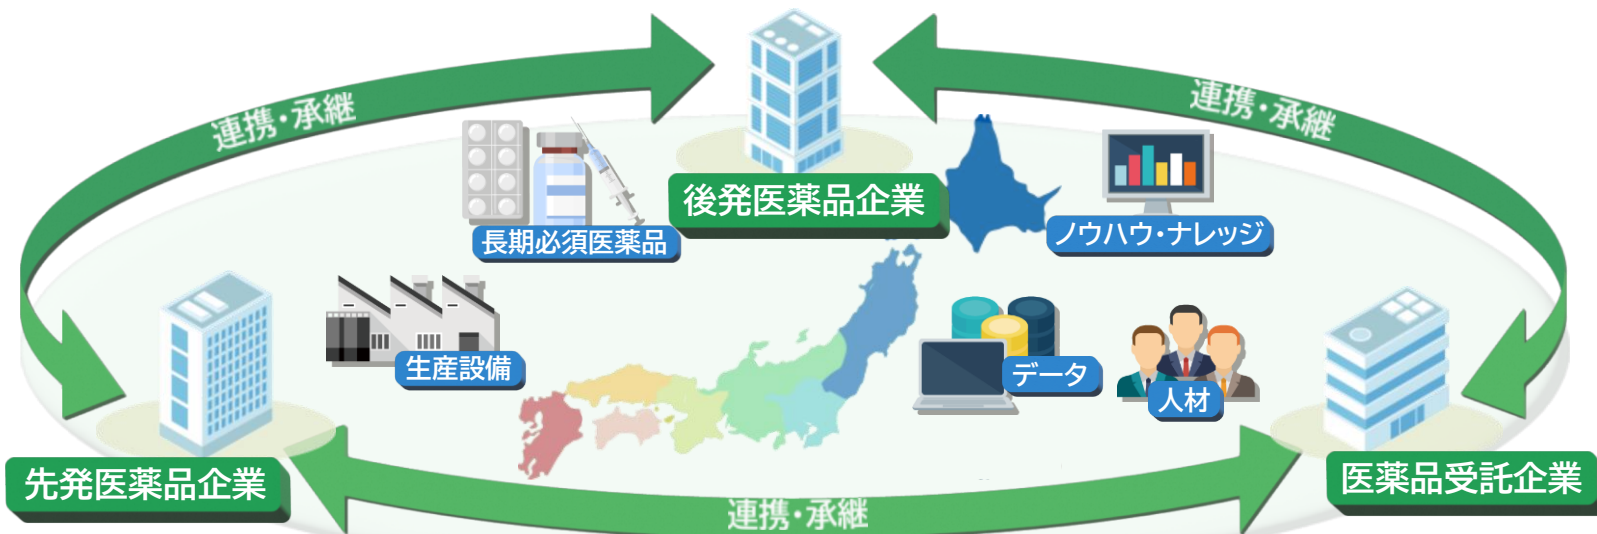 連携・承継
連携・承継
後発医薬品企業
長期必須医薬品
ノウハウ・ナレッジ
生産設備
データ
人材
先発医薬品企業
医薬品受託企業
連携・承継